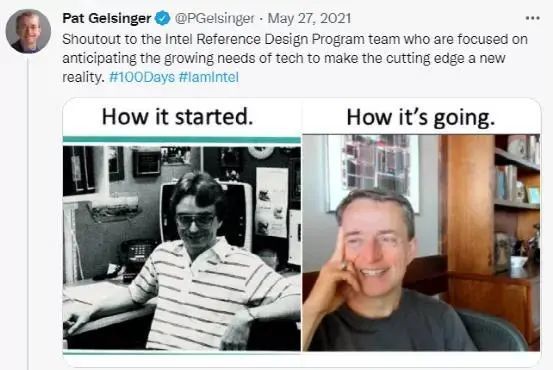 Pat Gelsinger @PGelsinger · May 27, 2021
Shoutout to the Intel Reference Design Program team who are focused on
anticipating the growing needs of tech to make the cutting edge a new
reality. #100Days #IamIntel
How it started.
How it's going.